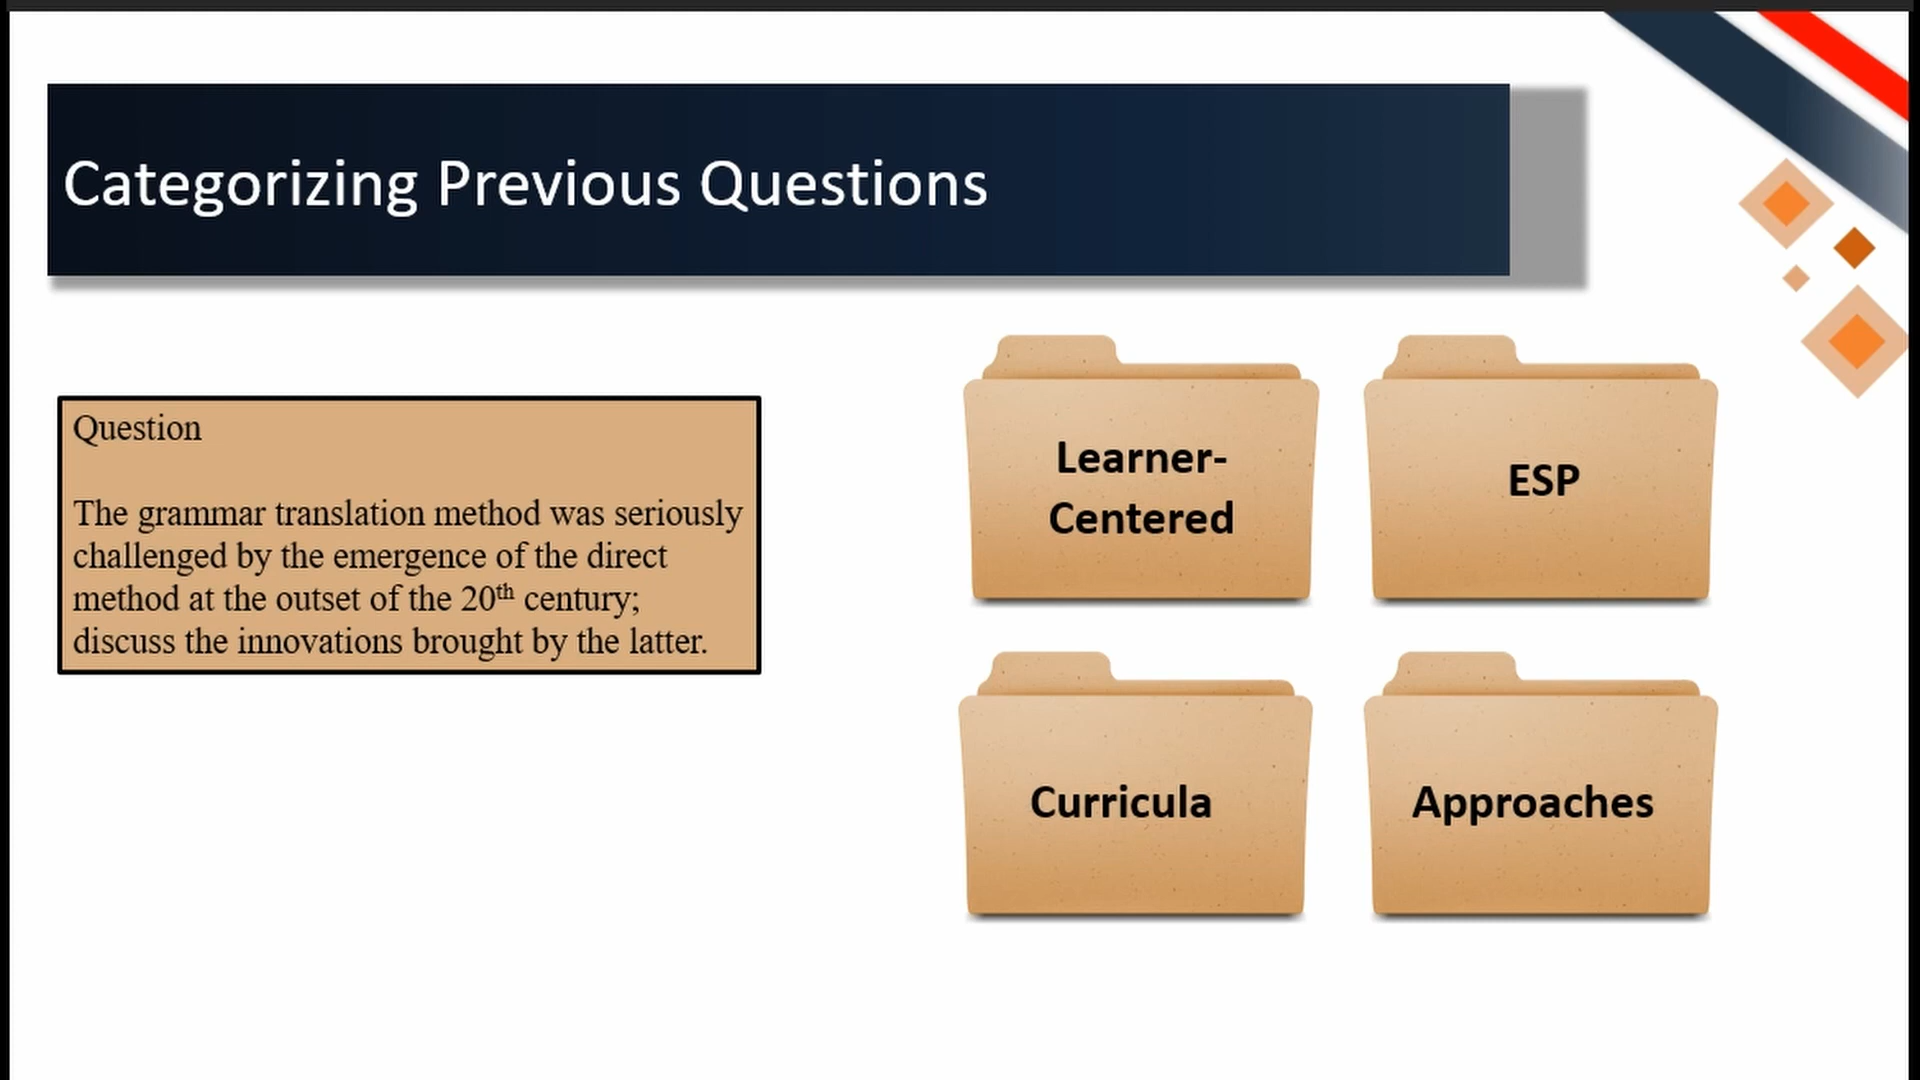 Categorizing Previous Questions
Question
The grammar translation method was seriously
challenged by the emergence of the direct
method at the outset of the 20th century;
discuss the innovations brought by the latter.
Learner-
Centered
ESP
Curricula
Approaches